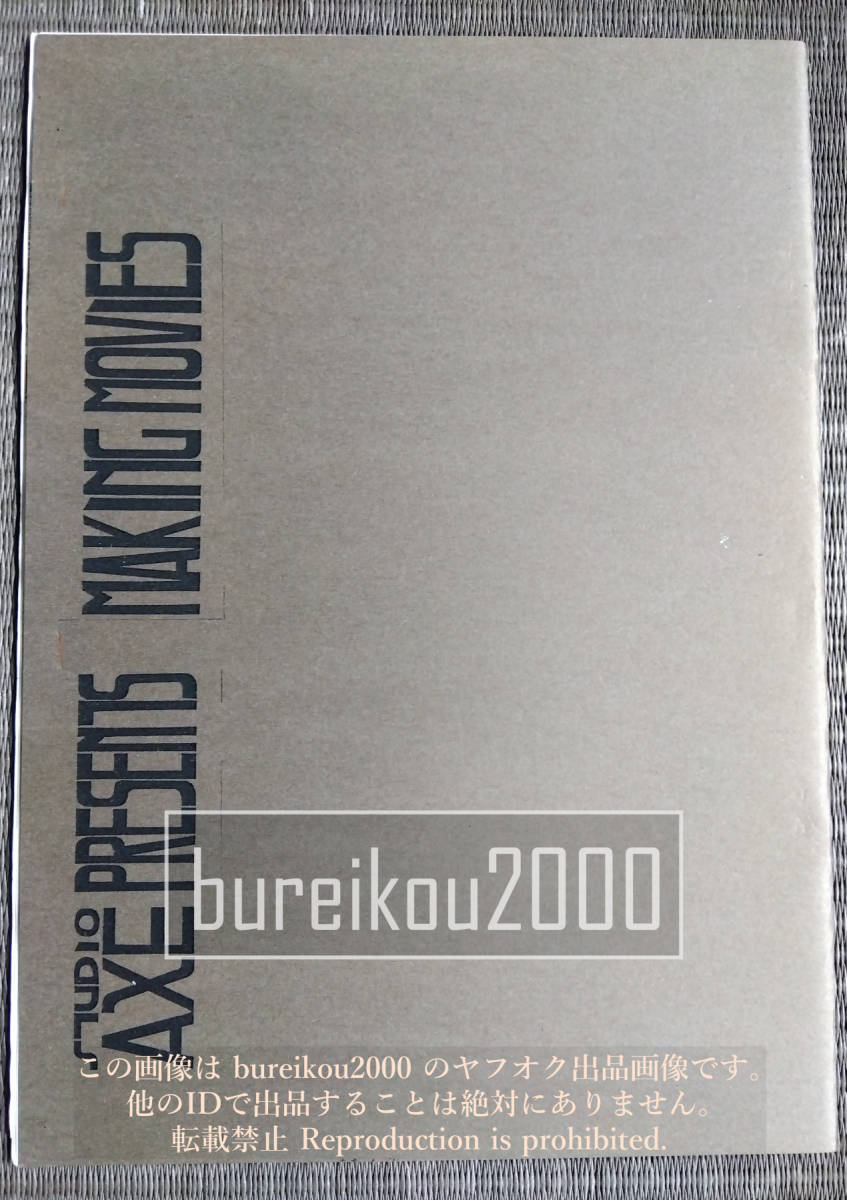 STUDIO
AXE PRESENTS MAKING MOVIES
bureikou2000
この画像は bureikou2000 のヤフオク出品画像です。
他のIDで出品することは絶対にありません。
転載禁止 Reproduction is prohibited.